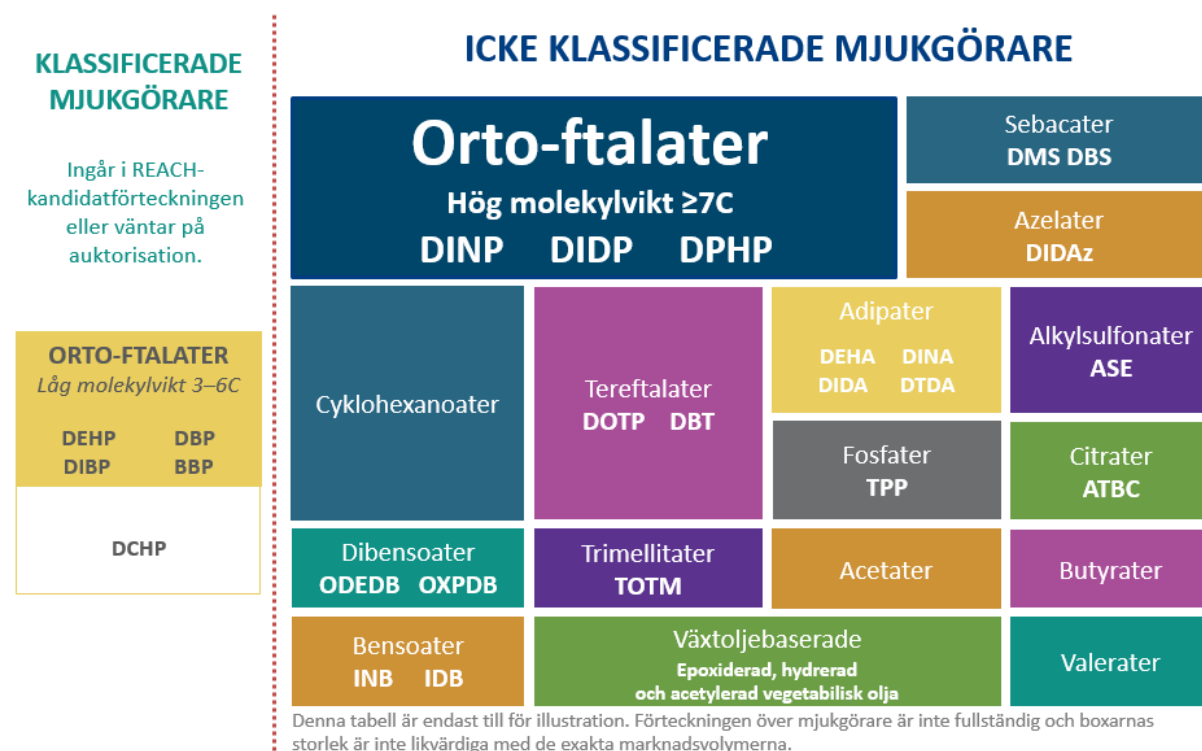 KLASSIFICERADE
MJUKGÖRARE
Ingår i REACH-
kandidatförteckningen
eller väntar på
auktorisation.
ORTO-FTALATER
Låg molekylvikt 3–6C
DEHP DBP
DIBP BBP
DCHP
ICKE KLASSIFICERADE MJUKGÖRARE
Orto-ftalater
Hög molekylvikt ≥7C
DINP DIDP DPHP
Sebacater
DMS DBS
Azelater
DIDAz
Cyklohexanoater
Tereftalater
DOTP DBT
Adipater
DEHA DINA
DIDA DTDA
Alkylsulfonater
ASE
Fosfater
TPP
Citrater
ATBC
Dibensoater
ODEDB OXPDB
Trimellitater
TOTM
Acetater
Butyrater
Bensoater
INB IDB
Växtoljebaserade
Epoxiderad, hydrerad
och acetylerad vegetabilisk olja
Valerater
Denna tabell är endast till för illustration. Förteckningen över mjukgörare är inte fullständig och boxarnas
storlek är inte likvärdiga med de exakta marknadsvolymerna.